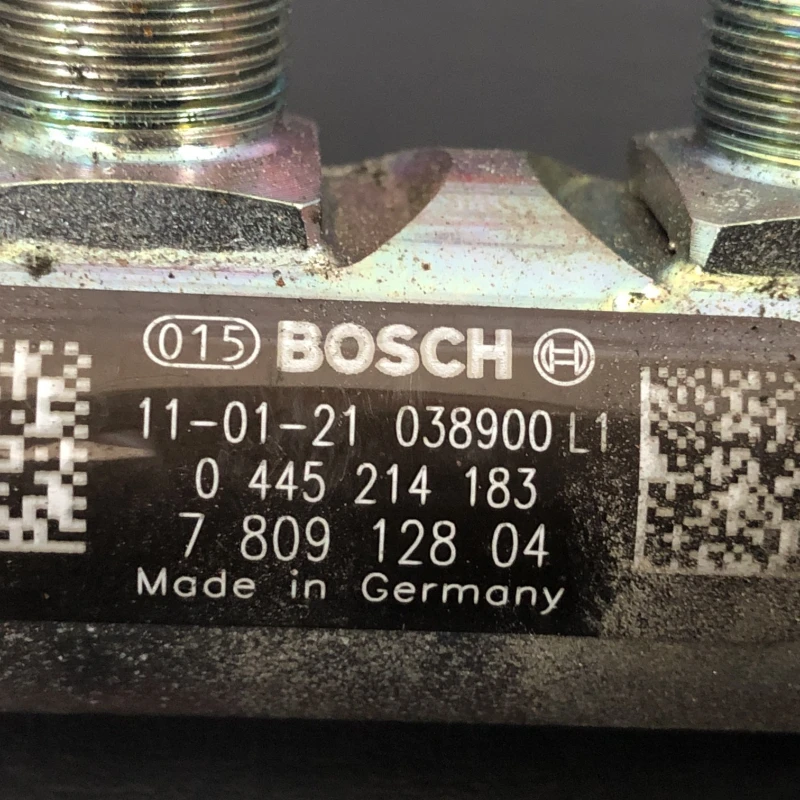 015 BOSCH
11-01-21 038900 L1
0 445 214 183
7 809 128 04
Made in Germany